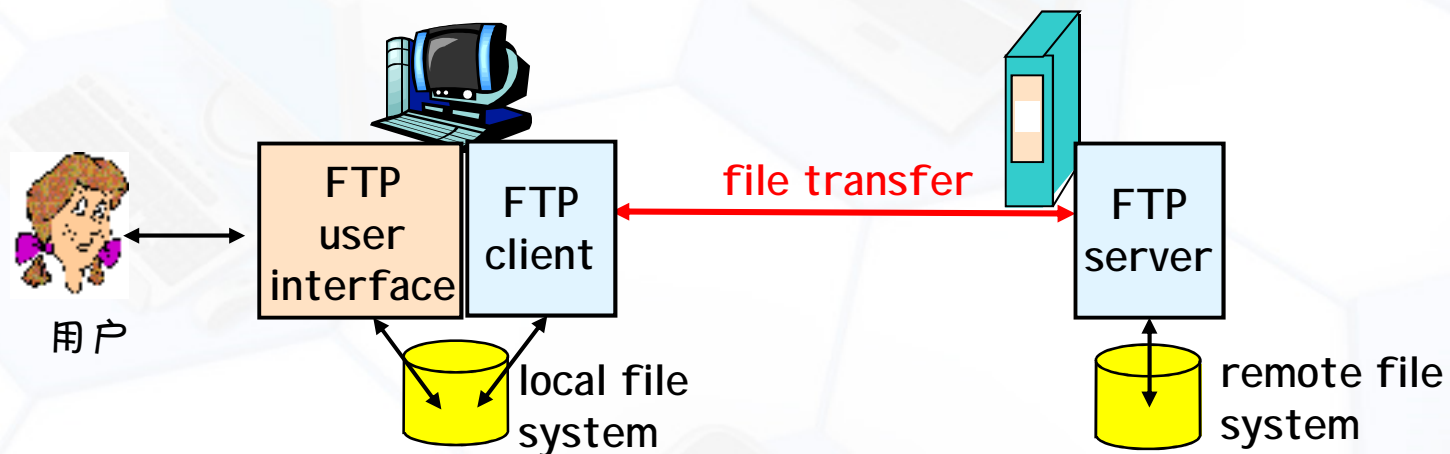 file transfer
FTP
user
interface
FTP
client
FTP
server
用户
local file
system
remote file
system